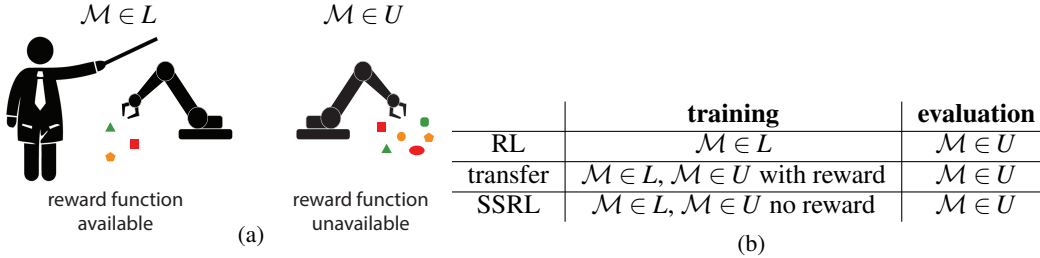 ℳ ∈ L
ℳ ∈ U
reward function
available
reward function
unavailable
(a)
training evaluation
RL ℳ ∈ L ℳ ∈ U
transfer ℳ ∈ L, ℳ ∈ U with reward ℳ ∈ U
SSRL ℳ ∈ L, ℳ ∈ U no reward ℳ ∈ U
(b)